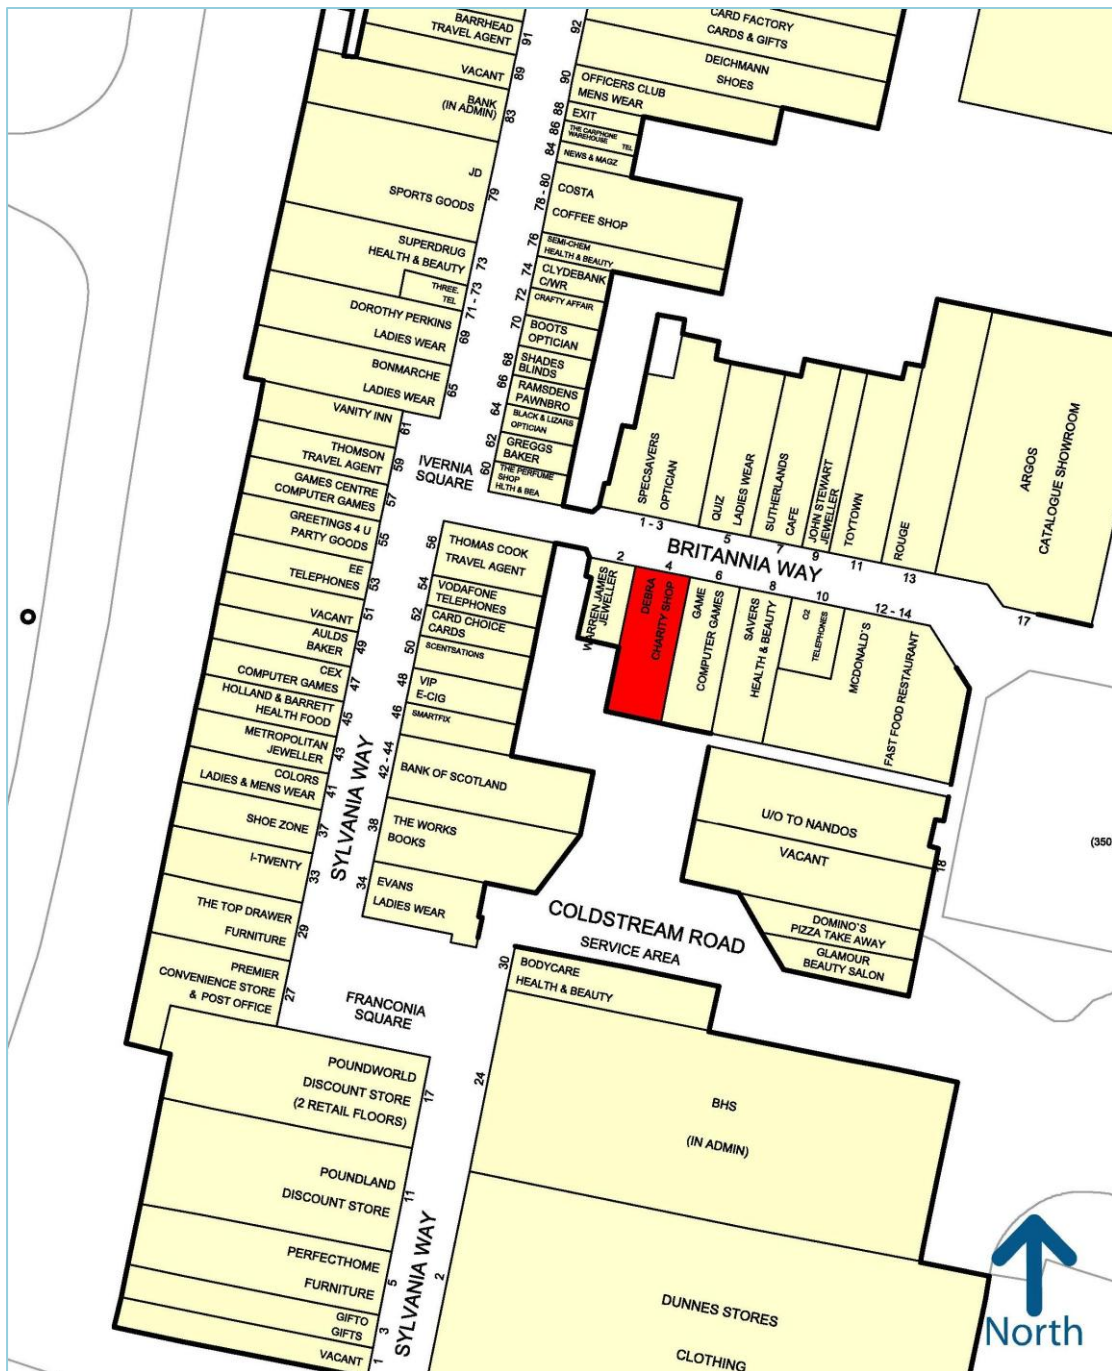 BARRHEAD
TRAVEL AGENT
91
VACANT
89
BANK
(IN ADMIN)
83
JD
SPORTS GOODS
79
SUPERDRUG
HEALTH & BEAUTY
73
THREE.
TEL
71 - 73
DOROTHY PERKINS
LADIES WEAR
69
BONMARCHE
LADIES WEAR
65
VANITY INN
61
THOMSON
TRAVEL AGENT
59
GAMES CENTRE
COMPUTER GAMES
57
GREETINGS 4 U
PARTY GOODS
55
EE
TELEPHONES
53
VACANT
51
AULDS
BAKER
49
CEX
COMPUTER GAMES
47
HOLLAND & BARRETT
HEALTH FOOD
45
METROPOLITAN
JEWELLER
43
COLORS
LADIES & MENS WEAR
41
SHOE ZONE
37
I-TWENTY
33
THE TOP DRAWER
FURNITURE
29
PREMIER
CONVENIENCE STORE
& POST OFFICE
27
POUNDWORLD
DISCOUNT STORE
(2 RETAIL FLOORS)
17
POUNDLAND
DISCOUNT STORE
11
PERFECTHOME
FURNITURE
5
GIFTO
GIFTS
3
VACANT
1
92
CARD FACTORY
CARDS & GIFTS
DEICHMANN
SHOES
90
OFFICERS CLUB
MENS WEAR
88
EXIT
86
THE CARPHONE
WAREHOUSE TEL
84
NEWS & MAGZ
78 - 80
COSTA
COFFEE SHOP
76
SEMI-CHEM
HEALTH & BEAUTY
74
CLYDEBANK
C/WR
72
CRAFTY AFFAIR
70
BOOTS
OPTICIAN
68
SHADES
BLINDS
66
RAMSDENS
PAWNBRO
64
BLACK & LIZARS
OPTICIAN
62
GREGGS
BAKER
60
THE PERFUME
SHOP
HLTH & BEA
IVERNIA
SQUARE
56
THOMAS COOK
TRAVEL AGENT
54
VODAFONE
TELEPHONES
52
CARD CHOICE
CARDS
50
SCENTSATIONS
48
VIP
E-CIG
46
SMARTFIX
42 - 44
BANK OF SCOTLAND
38
THE WORKS
BOOKS
34
EVANS
LADIES WEAR
SYLVANIA WAY
FRANCONIA
SQUARE
SPECSAVERS
OPTICIAN
1 - 3
QUIZ
LADIES WEAR
5
SUTHERLANDS
CAFE
7
JOHN STEWART
JEWELLER
9
TOYTOWN
11
ROUGE
13
ARGOS
CATALOGUE SHOWROOM
17
BRITANNIA WAY
2
WARREN JAMES
JEWELLER
4
DEBRA
CHARITY SHOP
6
GAME
COMPUTER GAMES
8
SAVERS
HEALTH & BEAUTY
10
O2
TELEPHONES
12 - 14
MCDONALD`S
FAST FOOD RESTAURANT
U/O TO NANDOS
VACANT
18
DOMINO`S
PIZZA TAKE AWAY
GLAMOUR
BEAUTY SALON
(350
COLDSTREAM ROAD
SERVICE AREA
30
BODYCARE
HEALTH & BEAUTY
24
BHS
(IN ADMIN)
SYLVANIA WAY
2
DUNNES STORES
CLOTHING
North